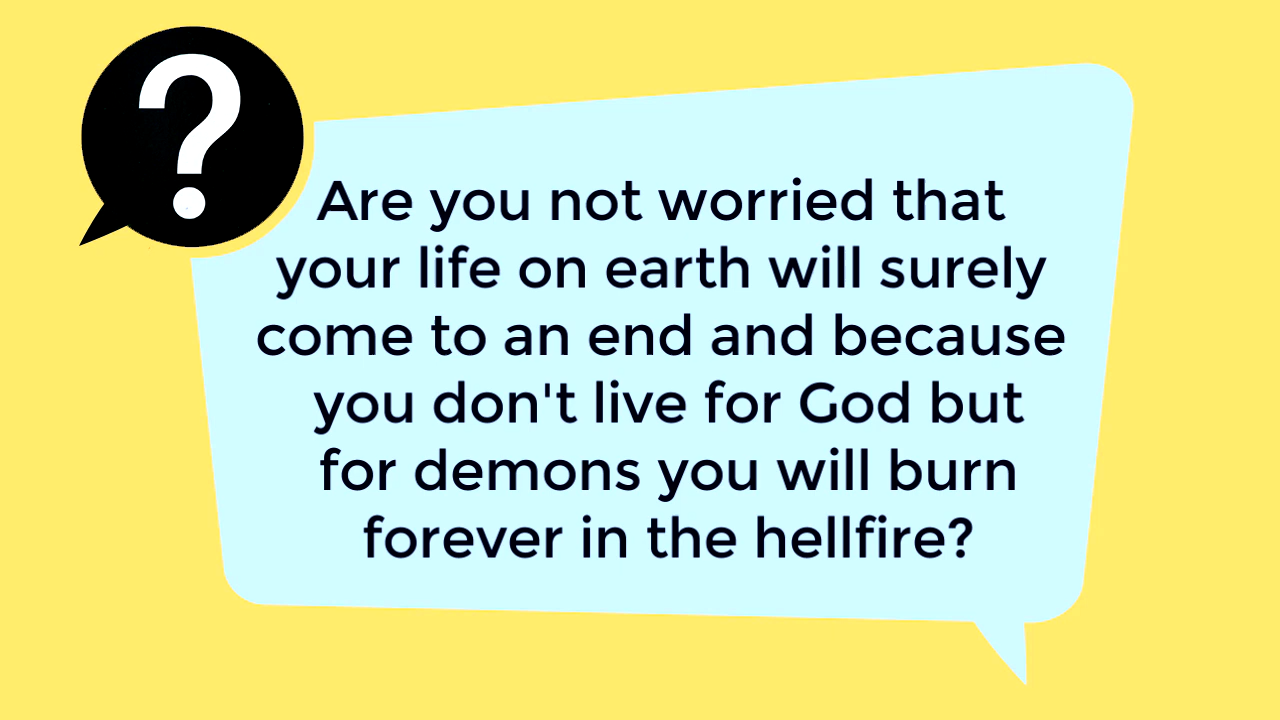 ?
Are you not worried that
your life on earth will surely
come to an end and because
you don't live for God but
for demons you will burn
forever in the hellfire?